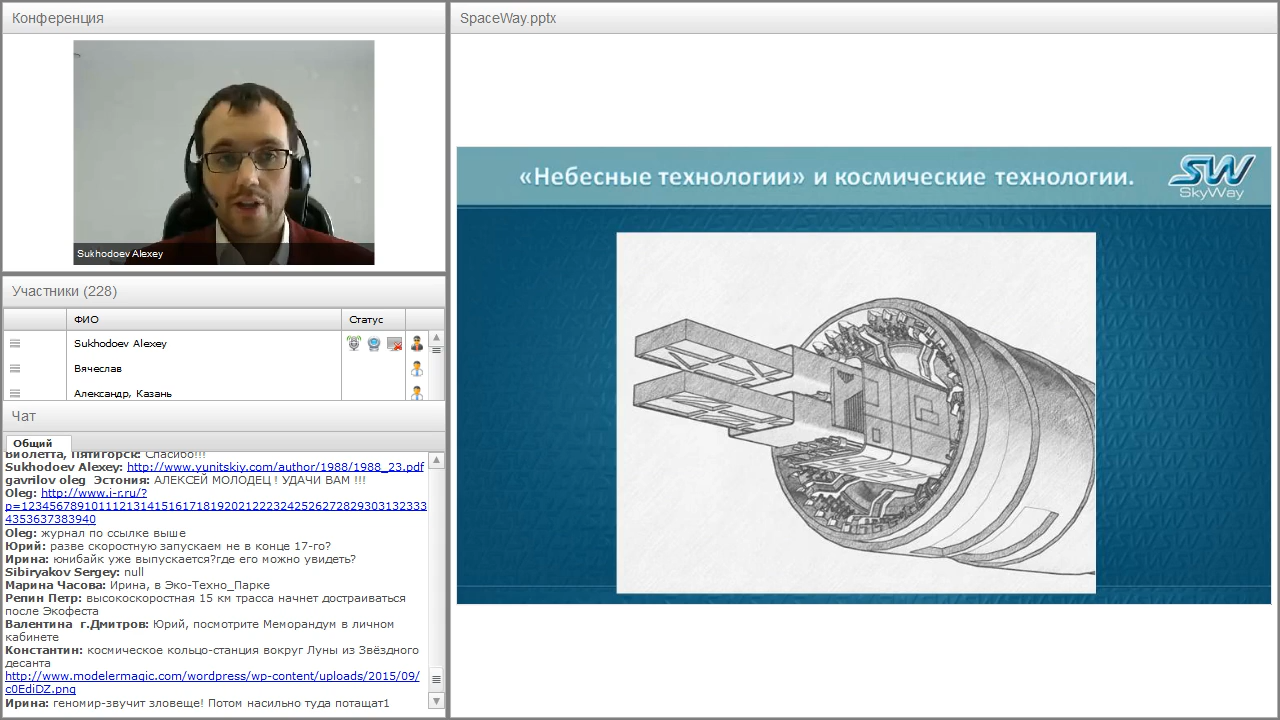 Конференция
Sukhodoev Alexey
Участники (228)
ФИО Статус
Sukhodoev Alexey
Вячеслав
Александр, Казань
Чат
Общий
Виолетта, Пятигорск: Спасибо!!!
Sukhodoev Alexey: http://www.yunitskiy.com/author/1988/1988_23.pdf
gavrilov oleg Эстония: АЛЕКСЕЙ МОЛОДЕЦ ! УДАЧИ ВАМ !!!
Oleg: http://www.i-r.ru/?
p=123456789101112131415161718192021222324252627282930313​2333
4353637383940
Oleg: журнал по ссылке выше
Юрий: разве скоростную запускаем не в конце 17-го?
Ирина: юнибайк уже выпускается?где его можно увидеть?
Sibiryakov Sergey: null
Марина Часова: Ирина, в Эко-Техно_Парке
Репин Петр: высокоскоростная 15 км трасса начнет достраиваться
после Экофеста
Валентина г.Дмитров: Юрий, посмотрите Меморандум в личном
кабинете
Константин: космическое кольцо-станция вокруг Луны из Звёздного
десанта
http://www.modelermagic.com/wordpress/wp-content/uploads/2015/09/
c0EdiDZ.png
Ирина: геномир-звучит зловеще! Потом насильно туда потащат1
SpaceWay.pptx
«Небесные технологии» и космические технологии.
SW
SkyWay